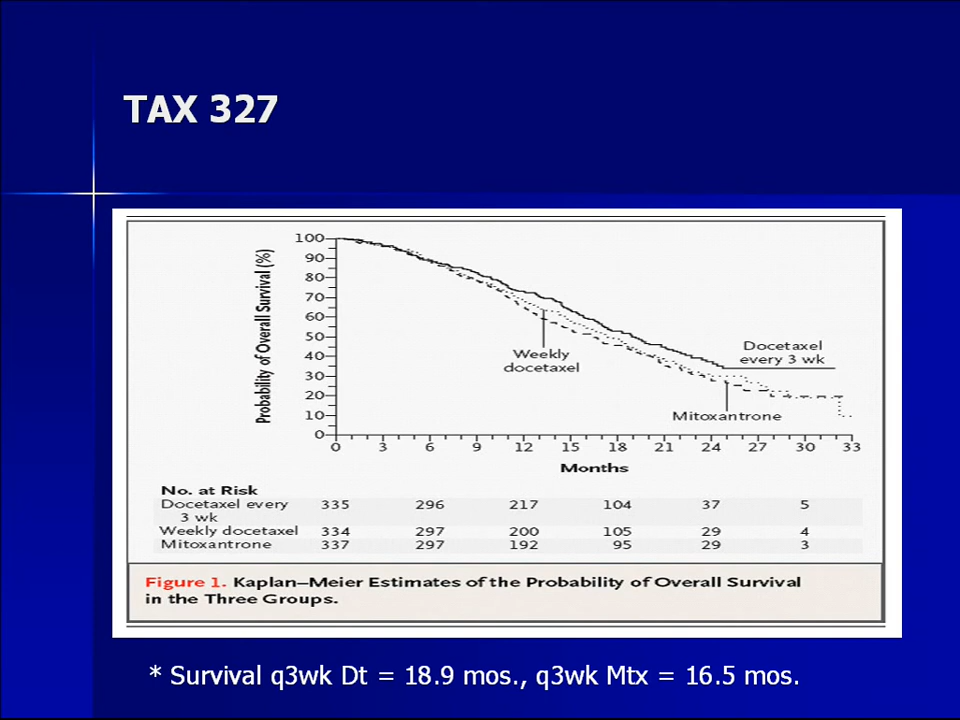 TAX 327
Probability of Overall Survival (%)
100
90
80
70
60
50
40
30
20
10
0
Weekly
docetaxel
Docetaxel
every 3 wk
Mitoxantrone
0 3 6 9 12 15 18 21 24 27 30 33
Months
No. at Risk
Docetaxel every 3 wk 335 296 217 104 37 5
Weekly docetaxel 334 297 200 105 29 4
Mitoxantrone 337 297 192 95 29 3
Figure 1. Kaplan–Meier Estimates of the Probability of Overall Survival
in the Three Groups.
* Survival q3wk Dt = 18.9 mos., q3wk Mtx = 16.5 mos.